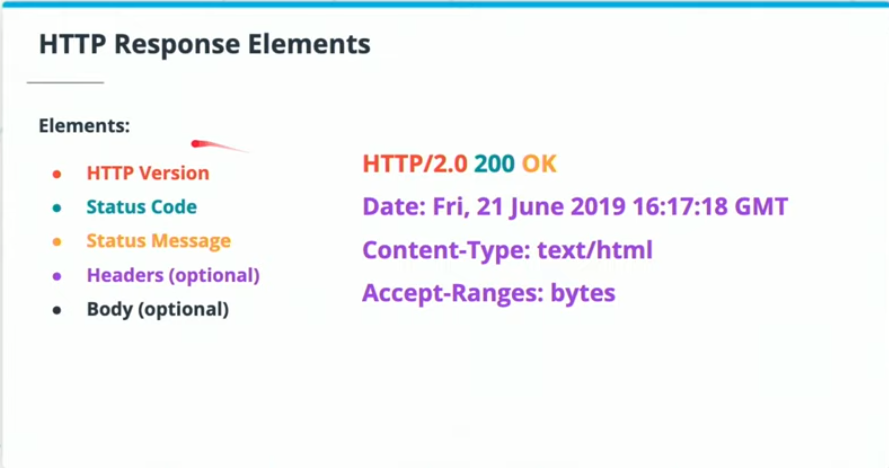 HTTP Response Elements
Elements:
HTTP Version
Status Code
Status Message
Headers (optional)
Body (optional)
HTTP/2.0 200 OK
Date: Fri, 21 June 2019 16:17:18 GMT
Content-Type: text/html
Accept-Ranges: bytes